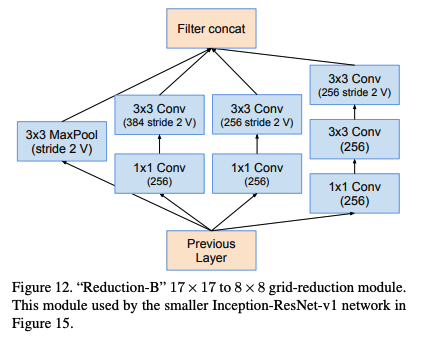 Filter concat
3x3 Conv
(256 stride 2 V)
3x3 Conv
(384 stride 2 V)
3x3 Conv
(256 stride 2 V)
3x3 MaxPool
(stride 2 V)
3x3 Conv
(256)
1x1 Conv
(256)
1x1 Conv
(256)
1x1 Conv
(256)
Previous
Layer
Figure 12. “Reduction-B” 17 × 17 to 8 × 8 grid-reduction module.
This module used by the smaller Inception-ResNet-v1 network in
Figure 15.